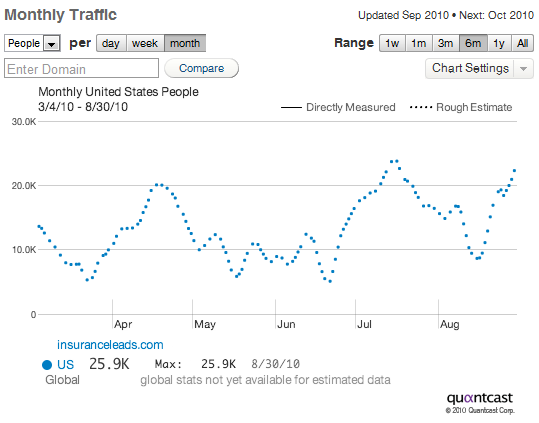 Monthly Traffic
Updated Sep 2010 • Next: Oct 2010
People per day week month
Range 1w 1m 3m 6m 1y All
Enter Domain Compare Chart Settings
Monthly United States People
3/4/10 - 8/30/10
Directly Measured Rough Estimate
30.0K
20.0K
10.0K
0
Apr May Jun Jul Aug
insuranceleads.com
US 25.9K Max: 25.9K 8/30/10
Global global stats not yet available for estimated data
quantcast
© 2010 Quantcast Corp.